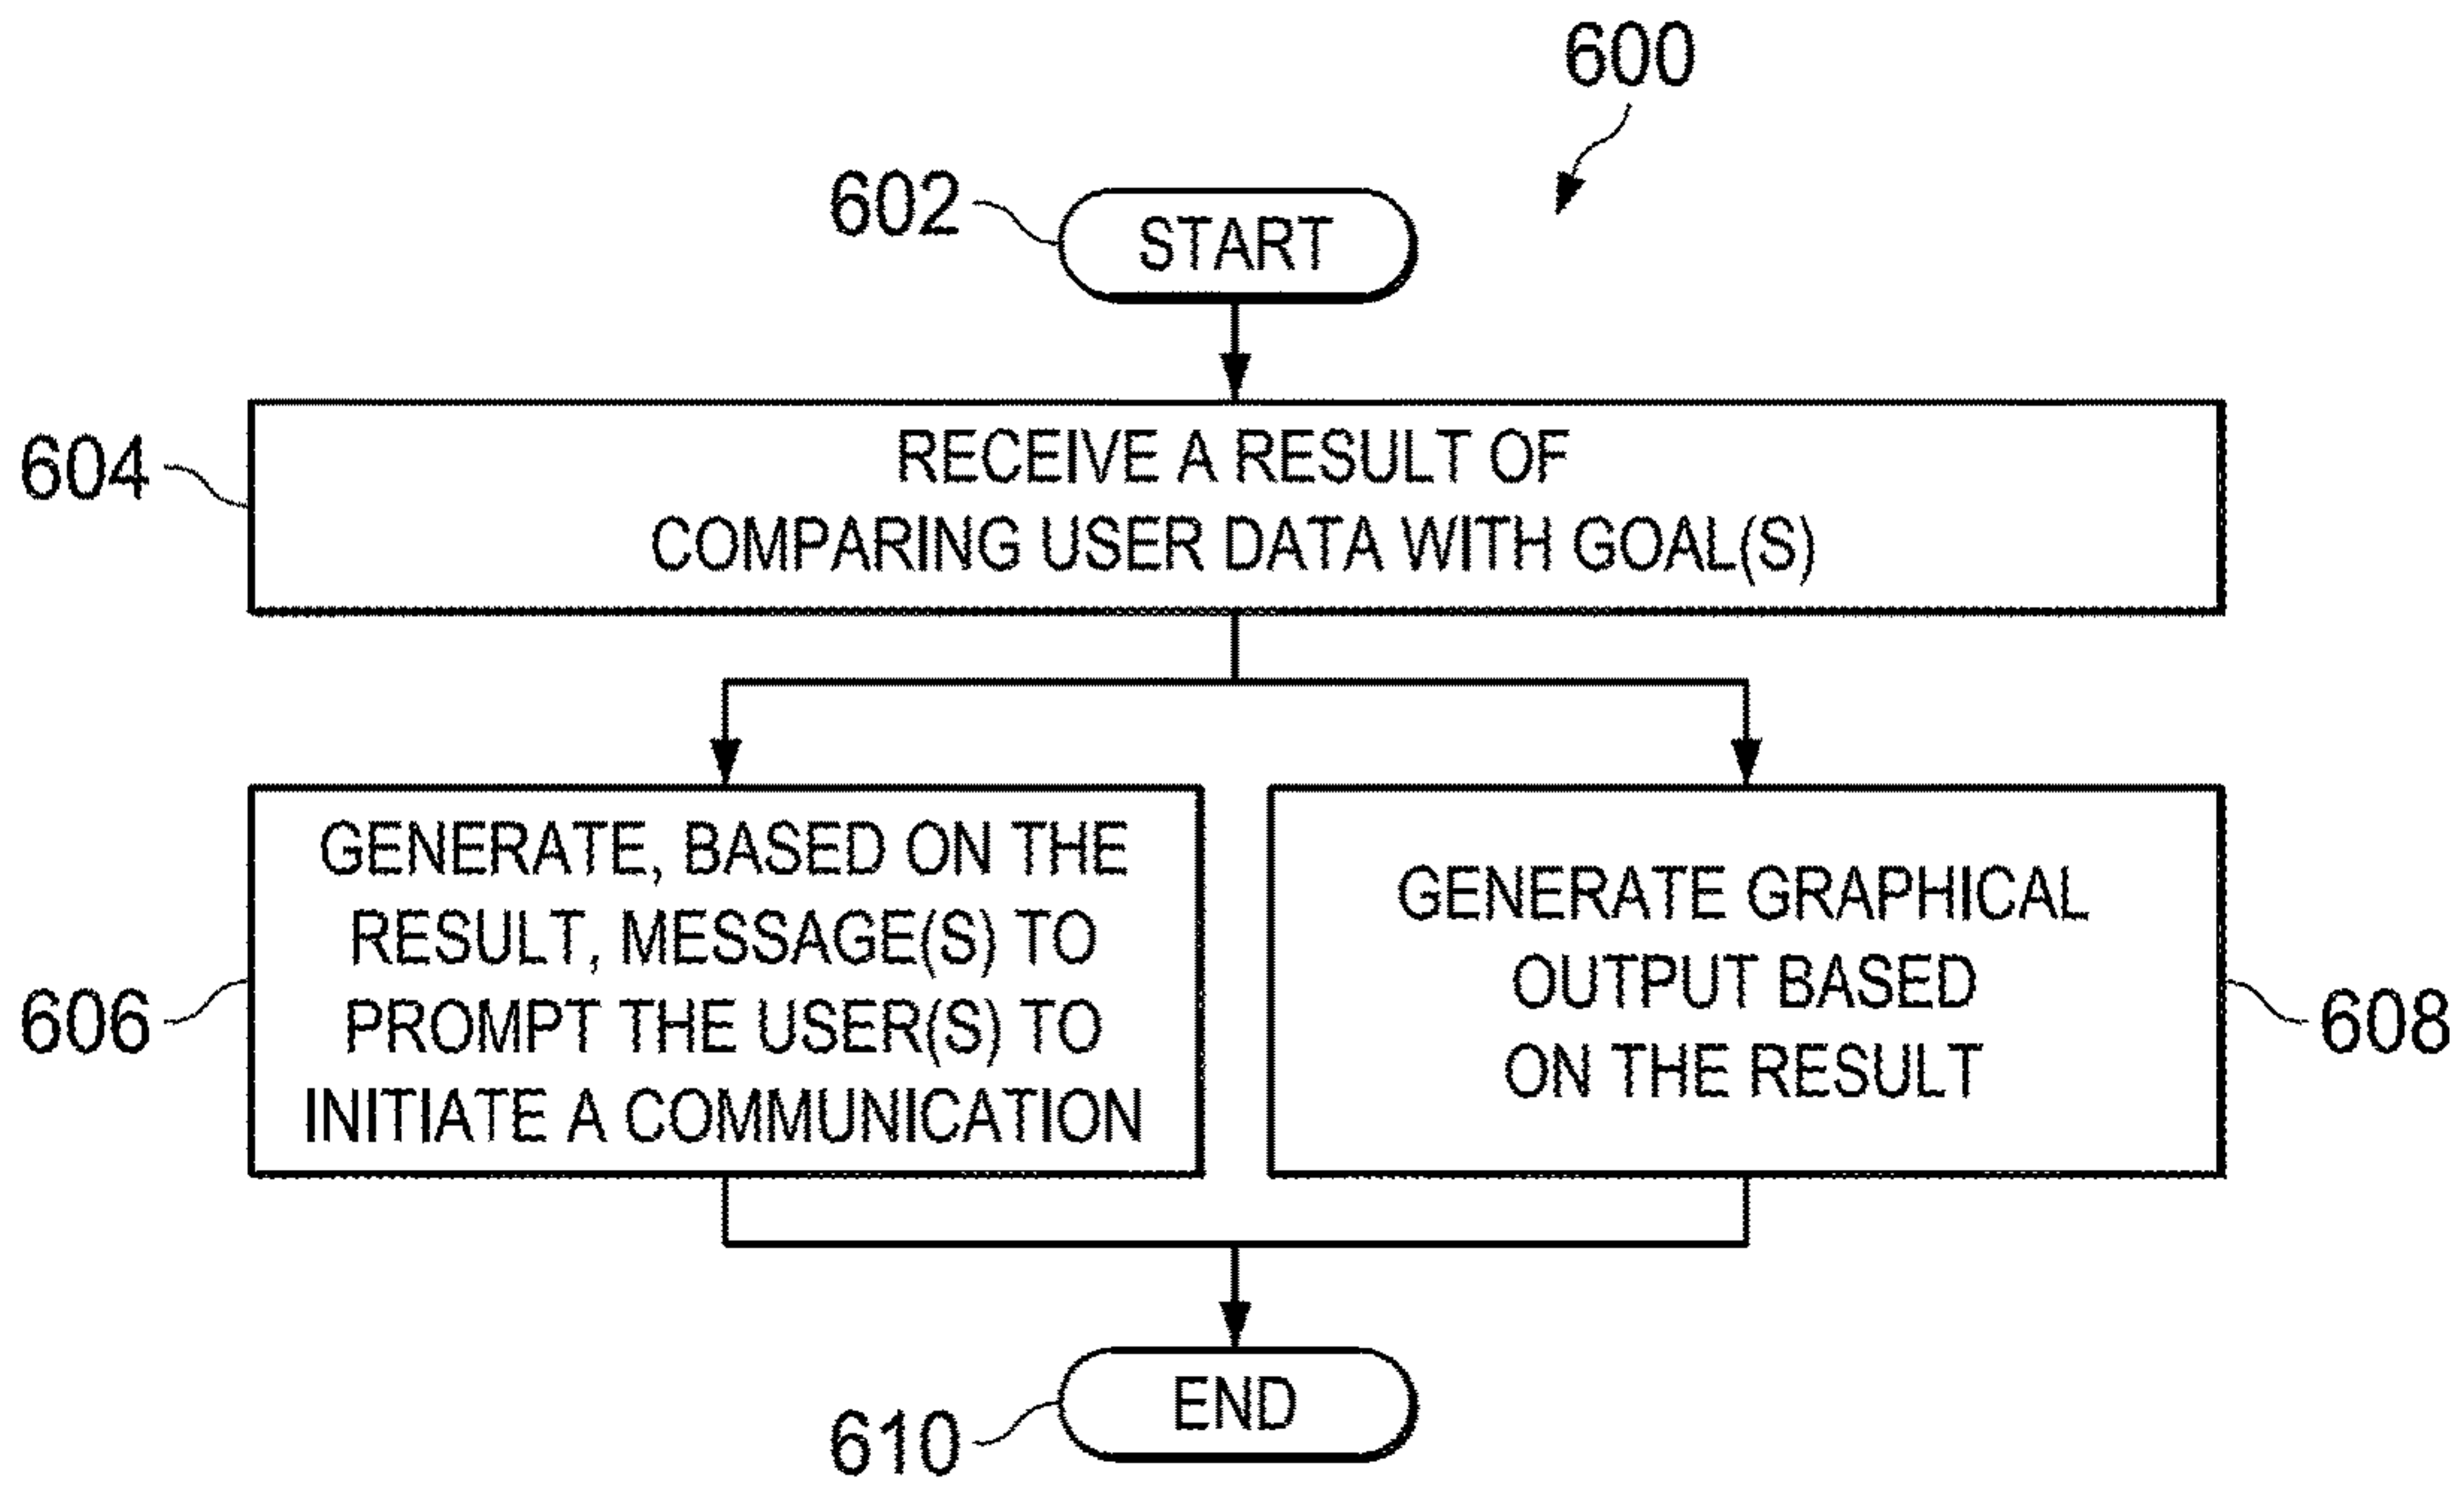 600
602
START
604
RECEIVE A RESULT OF
COMPARING USER DATA WITH GOAL(S)
606
GENERATE, BASED ON THE
RESULT, MESSAGE(S) TO
PROMPT THE USER(S) TO
INITIATE A COMMUNICATION
GENERATE GRAPHICAL
OUTPUT BASED
ON THE RESULT
608
610
END